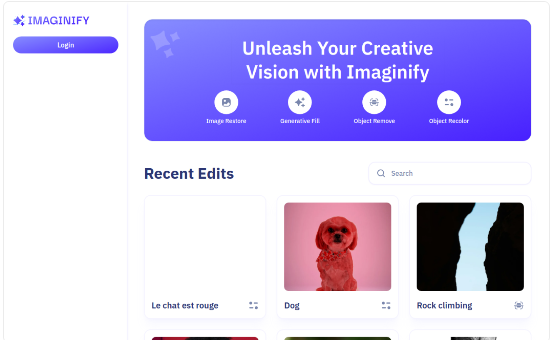 IMAGINIFY
Login
Unleash Your Creative
Vision with Imaginify
Image Restore
Generative Fill
Object Remove
Object Recolor
Recent Edits
Search
Le chat est rouge
Dog
Rock climbing